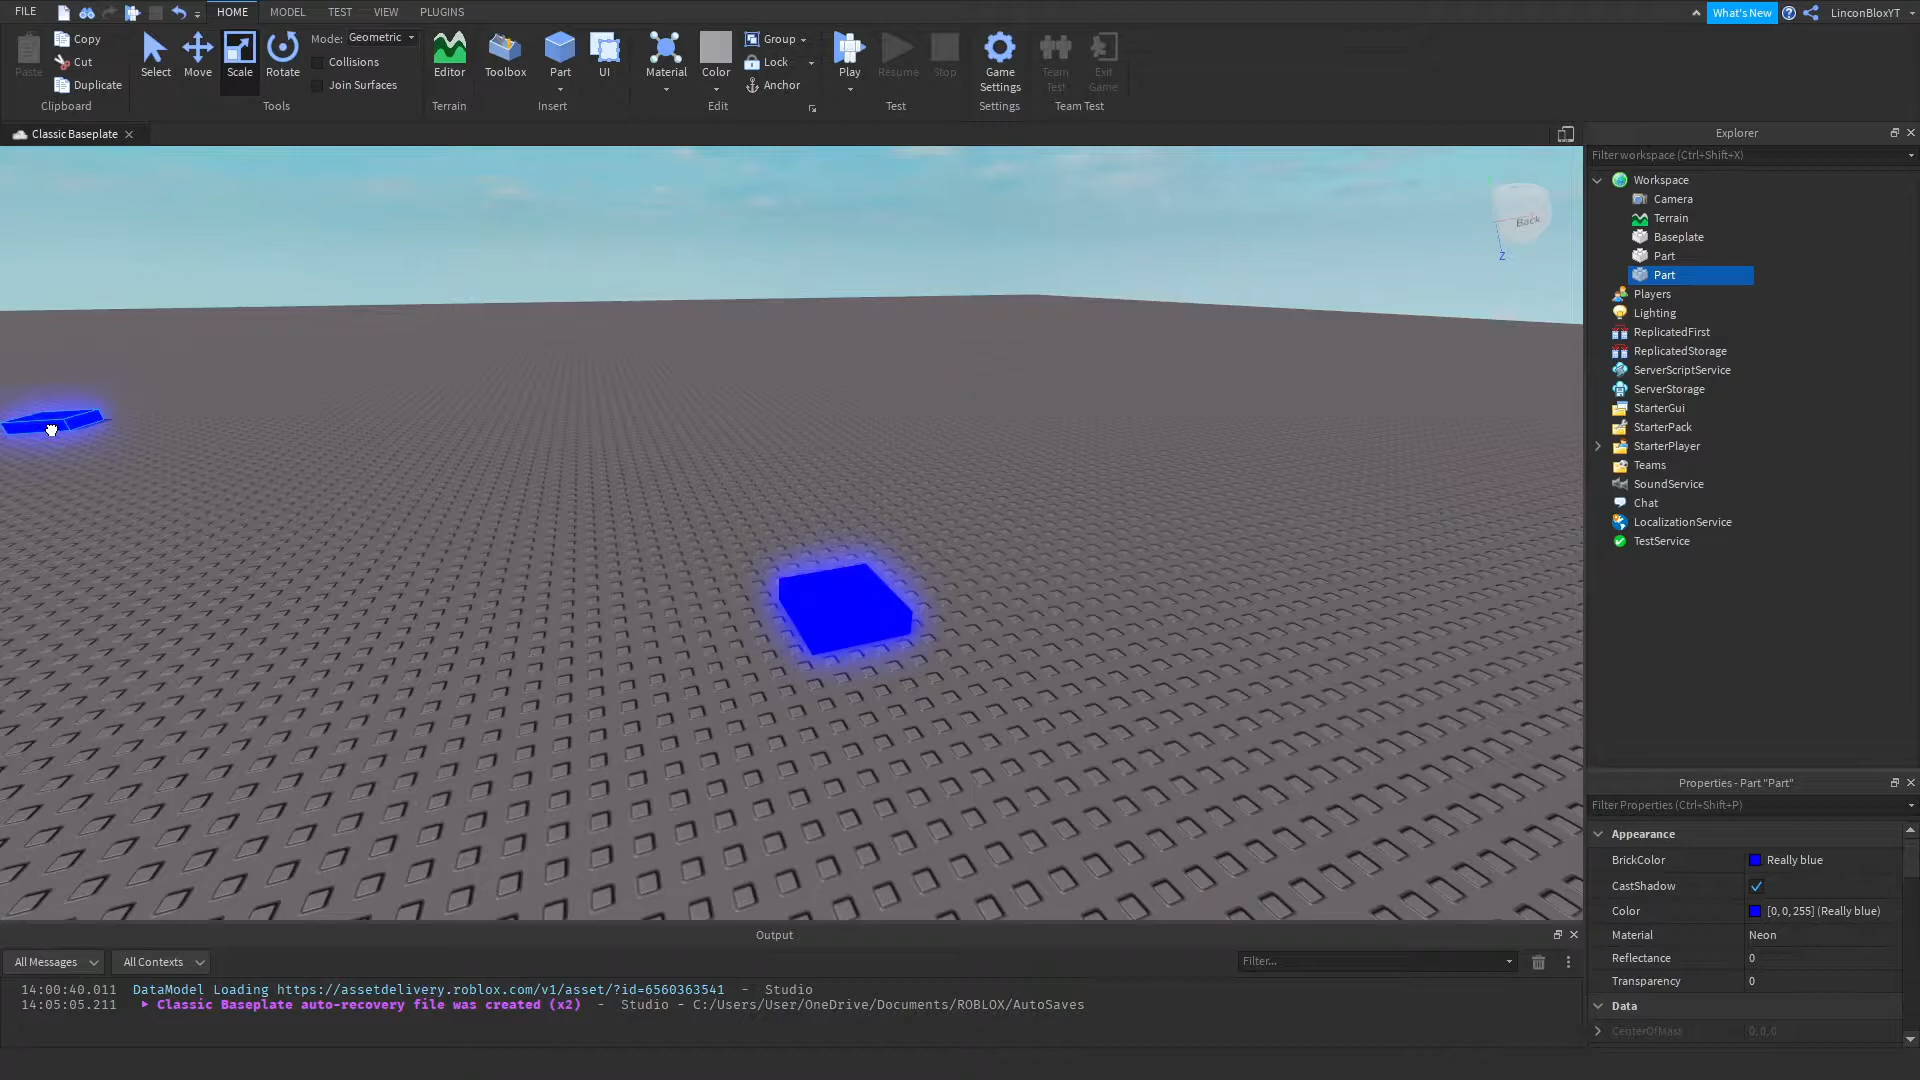 FILE
HOME
MODEL
TEST
VIEW
PLUGINS
What's New
LinconBloxYT
Paste
Copy
Cut
Duplicate
Clipboard
Select
Move
Scale
Rotate
Mode: Geometric
Collisions
Join Surfaces
Tools
Editor
Terrain
Toolbox
Part
UI
Insert
Material
Color
Group
Lock
Anchor
Edit
Play
Resume
Stop
Test
Game
Settings
Settings
Team
Test
Exit
Game
Team Test
Classic Baseplate
Back
Z
Explorer
Filter workspace (Ctrl+Shift+X)
Workspace
Camera
Terrain
Baseplate
Part
Part
Players
Lighting
ReplicatedFirst
ReplicatedStorage
ServerScriptService
ServerStorage
StarterGui
StarterPack
StarterPlayer
Teams
SoundService
Chat
LocalizationService
TestService
Properties - Part "Part"
Filter Properties (Ctrl+Shift+P)
Appearance
BrickColor Really blue
CastShadow
Color [0, 0, 255] (Really blue)
Material Neon
Reflectance 0
Transparency 0
Data
CenterOfMass 0, 0, 0
Output
All Messages
All Contexts
Filter...
14:00:40.011 DataModel Loading https://assetdelivery.roblox.com/v1/asset/?id=6560363541 - Studio
14:05:05.211 Classic Baseplate auto-recovery file was created (x2) - Studio - C:/Users/User/OneDrive/Documents/ROBLOX/AutoSaves